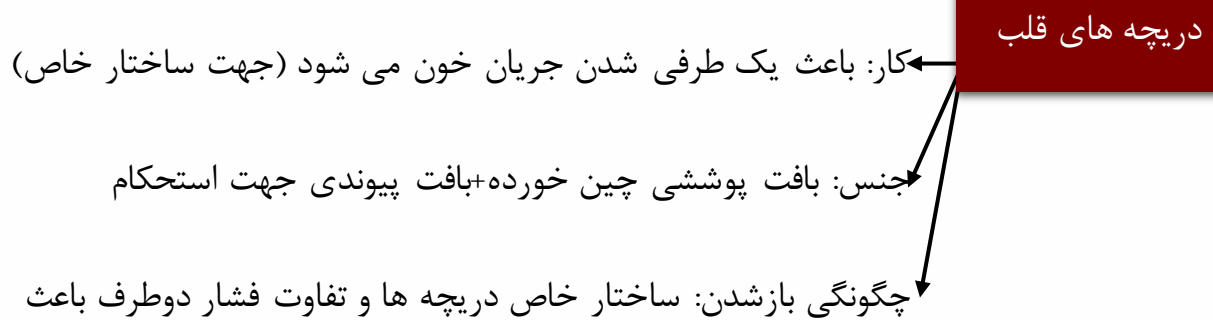 دریچه های قلب
کار: باعث یک طرفی شدن جریان خون می شود (جهت ساختار خاص)
جنس: بافت پوششی چین خورده+بافت پیوندی جهت استحکام
چگونگی بازشدن: ساختار خاص دریچه ها و تفاوت فشار دوطرف باعث